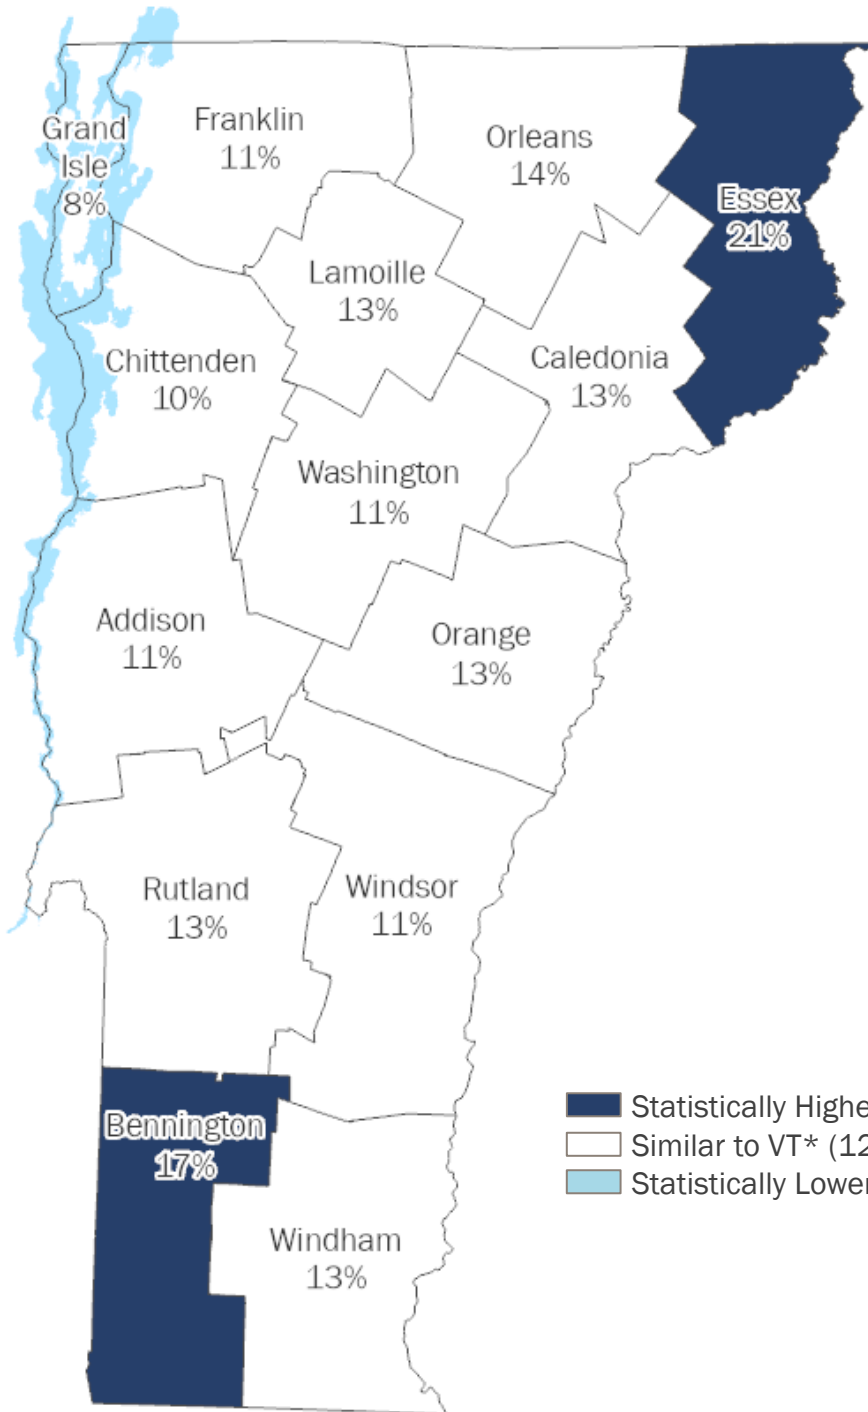 Franklin
11%
Grand
Isle
8%
Orleans
14%
Essex
21%
Lamoille
13%
Chittenden
10%
Caledonia
13%
Washington
11%
Addison
11%
Orange
13%
Rutland
13%
Windsor
11%
Bennington
17%
Windham
13%
Statistically Highe
Similar to VT* (12
Statistically Lower